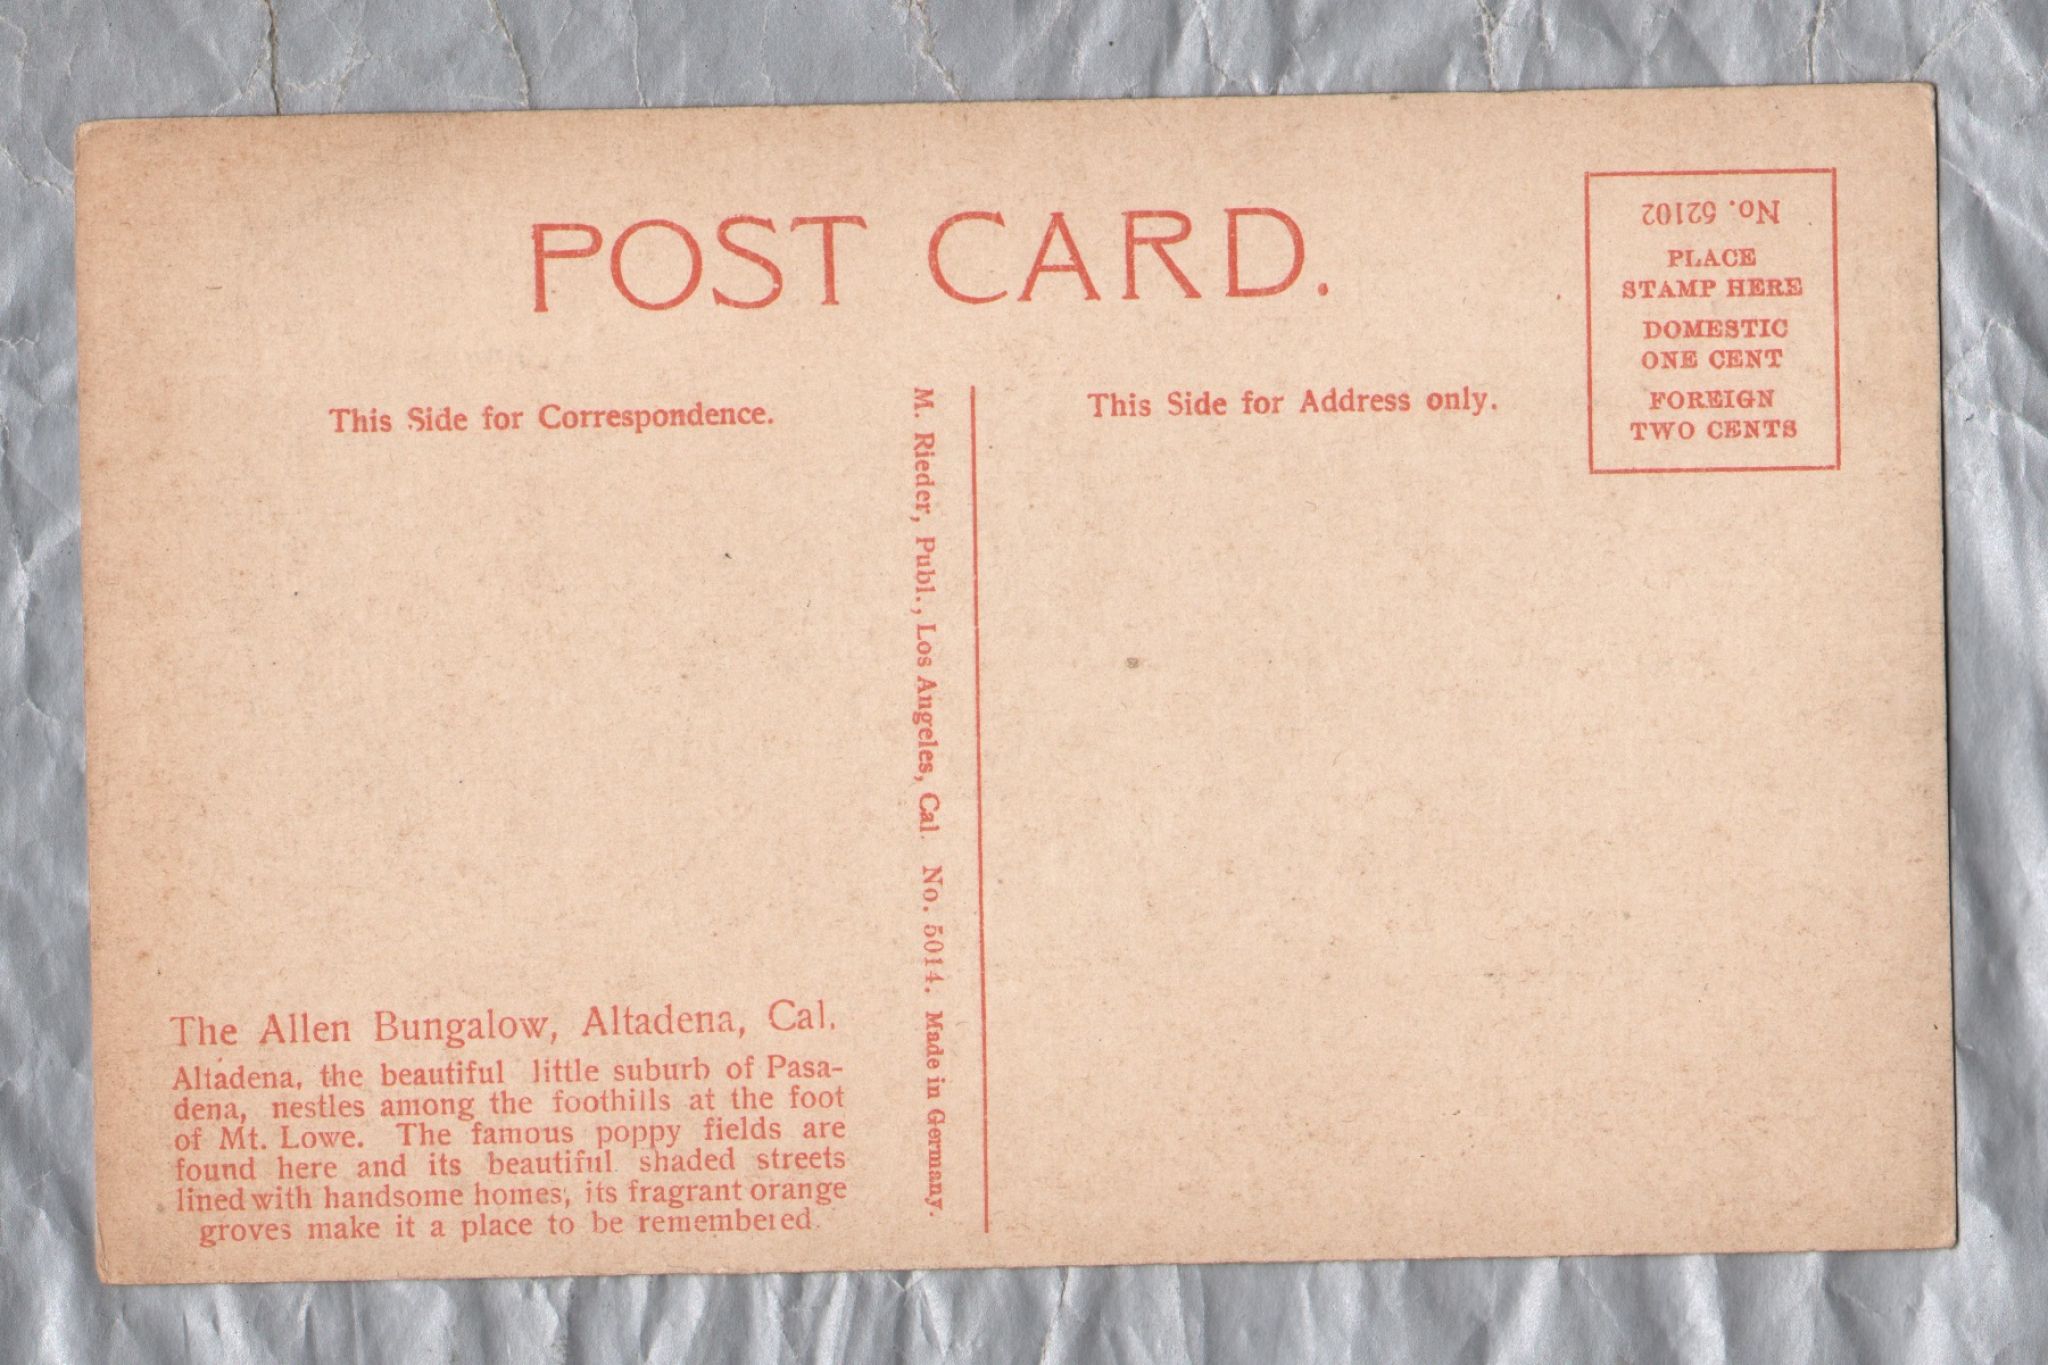 POST CARD.
No. 52102
PLACE
STAMP HERE
DOMESTIC
ONE CENT
FOREIGN
TWO CENTS
This Side for Correspondence.
This Side for Address only.
M. Rieder, Publ., Los Angeles, Cal. No. 5014. Made in Germany.
The Allen Bungalow, Altadena, Cal.
Altadena, the beautiful little suburb of Pasa-
dena, nestles among the foothills at the foot
of Mt. Lowe. The famous poppy fields are
found here and its beautiful shaded streets
lined with handsome homes, its fragrant orange
groves make it a place to be remembered.